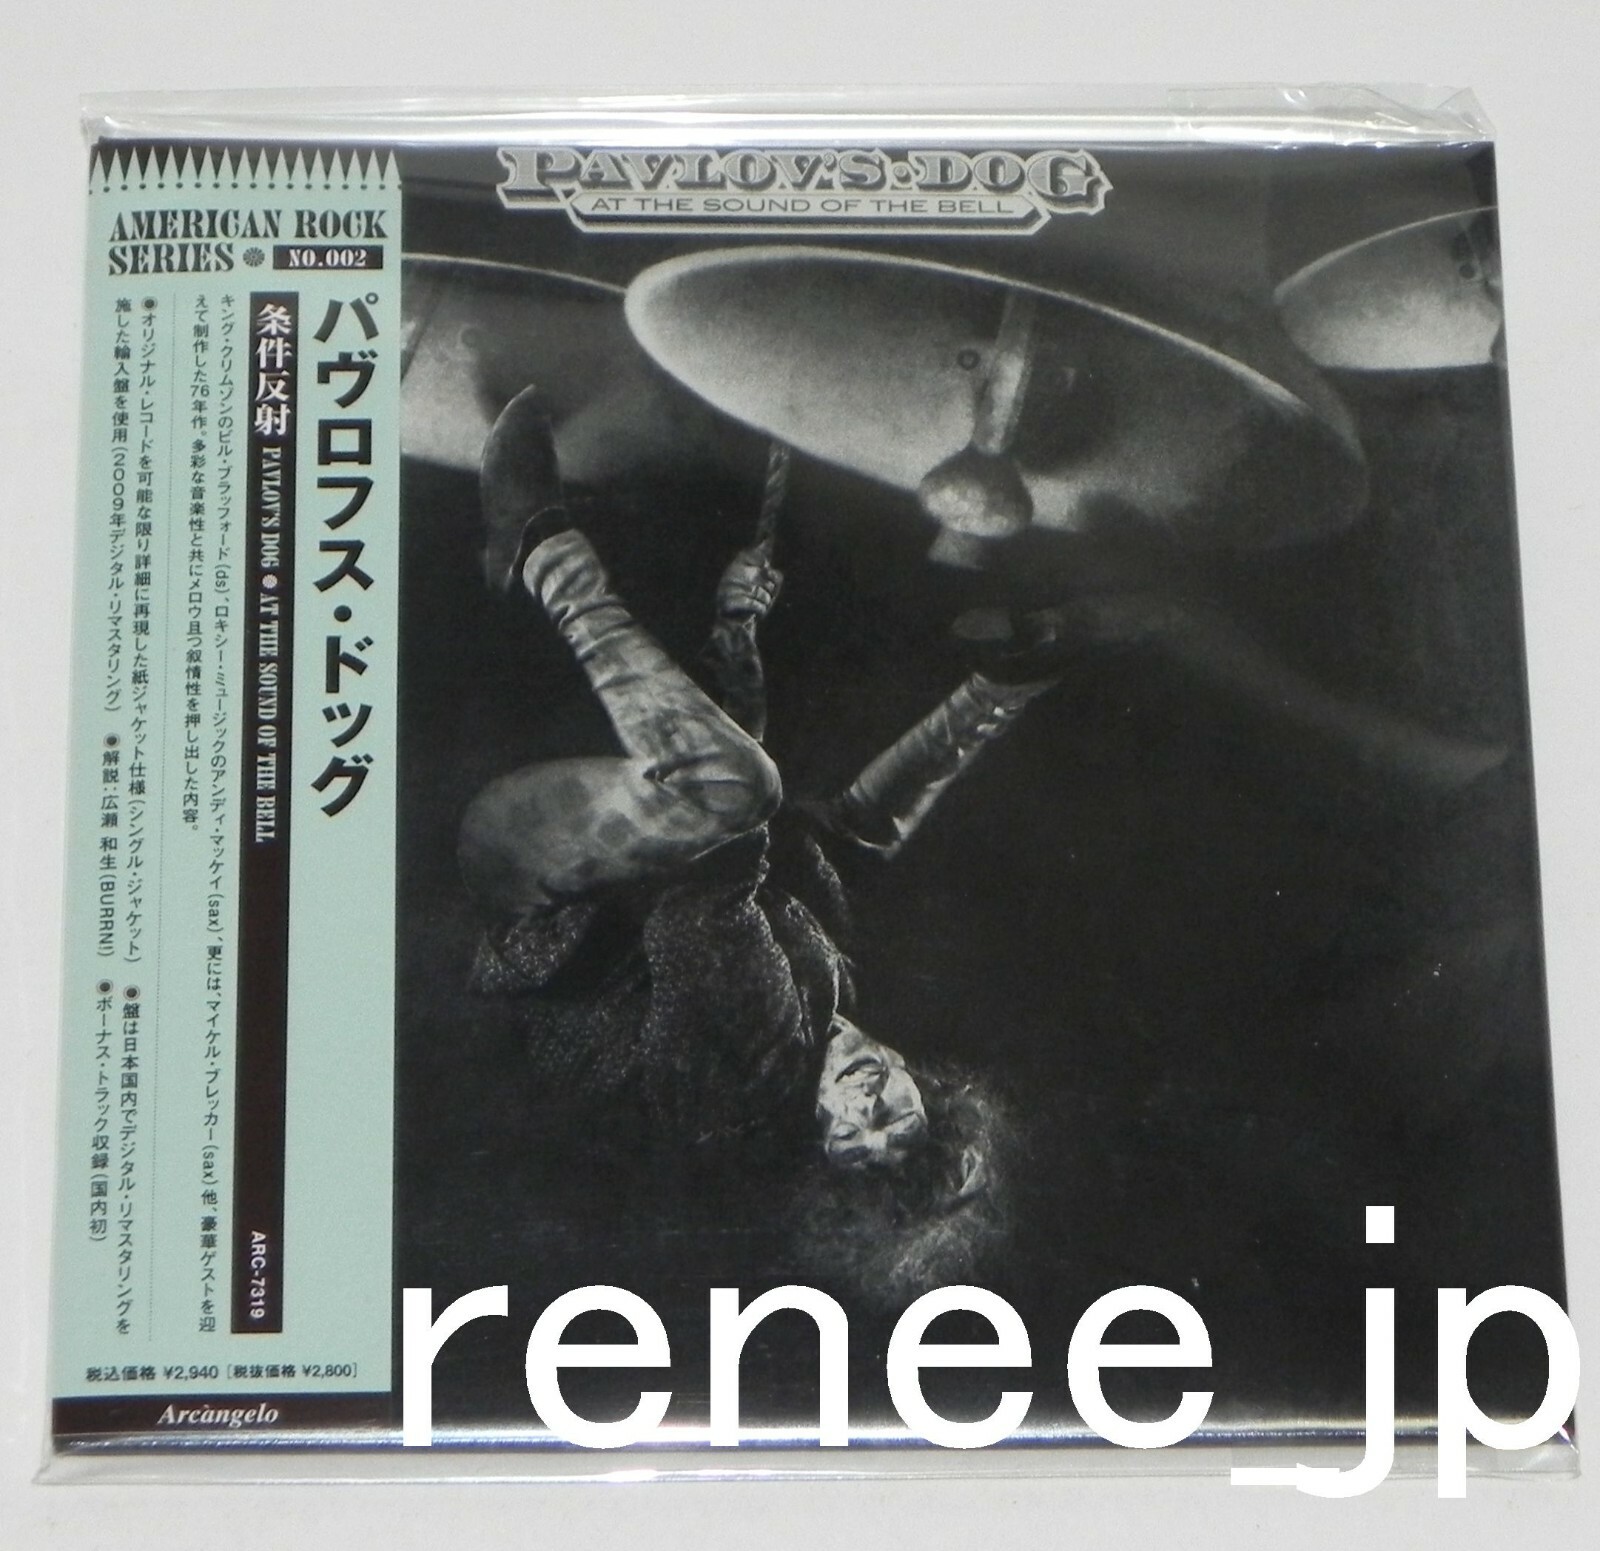 PAVLOV'S DOG
AT THE SOUND OF THE BELL
AMERICAN ROCK
SERIES NO.002
パヴロフス・ドッグ
条件反射 PAVLOV'S DOG ● AT THE SOUND OF THE BELL ARC-7319
キング・クリムゾンのビル・ブラッフォード(ds)、ロキシー・ミュージックのアンディ・マッケイ(sax)、更には、マイケル・ブレッカー(sax)他、豪華ゲストを迎
えて制作した76年作。多彩な音楽性と共にメロウ且つ叙情性を押し出した内容。
●オリジナル・レコードを可能な限り詳細に再現した紙ジャケット仕様(シングル・ジャケット) ●盤は日本国内でデジタル・リマスタリングを
施した輸入盤を使用(2009年デジタル・リマスタリング) ●解説:広瀬 和生(BURRN!) ●ボーナス・トラック収録(国内初)
税込価格 ¥2,940 [税抜価格 ¥2,800]
Arcàngelo
renee_jp